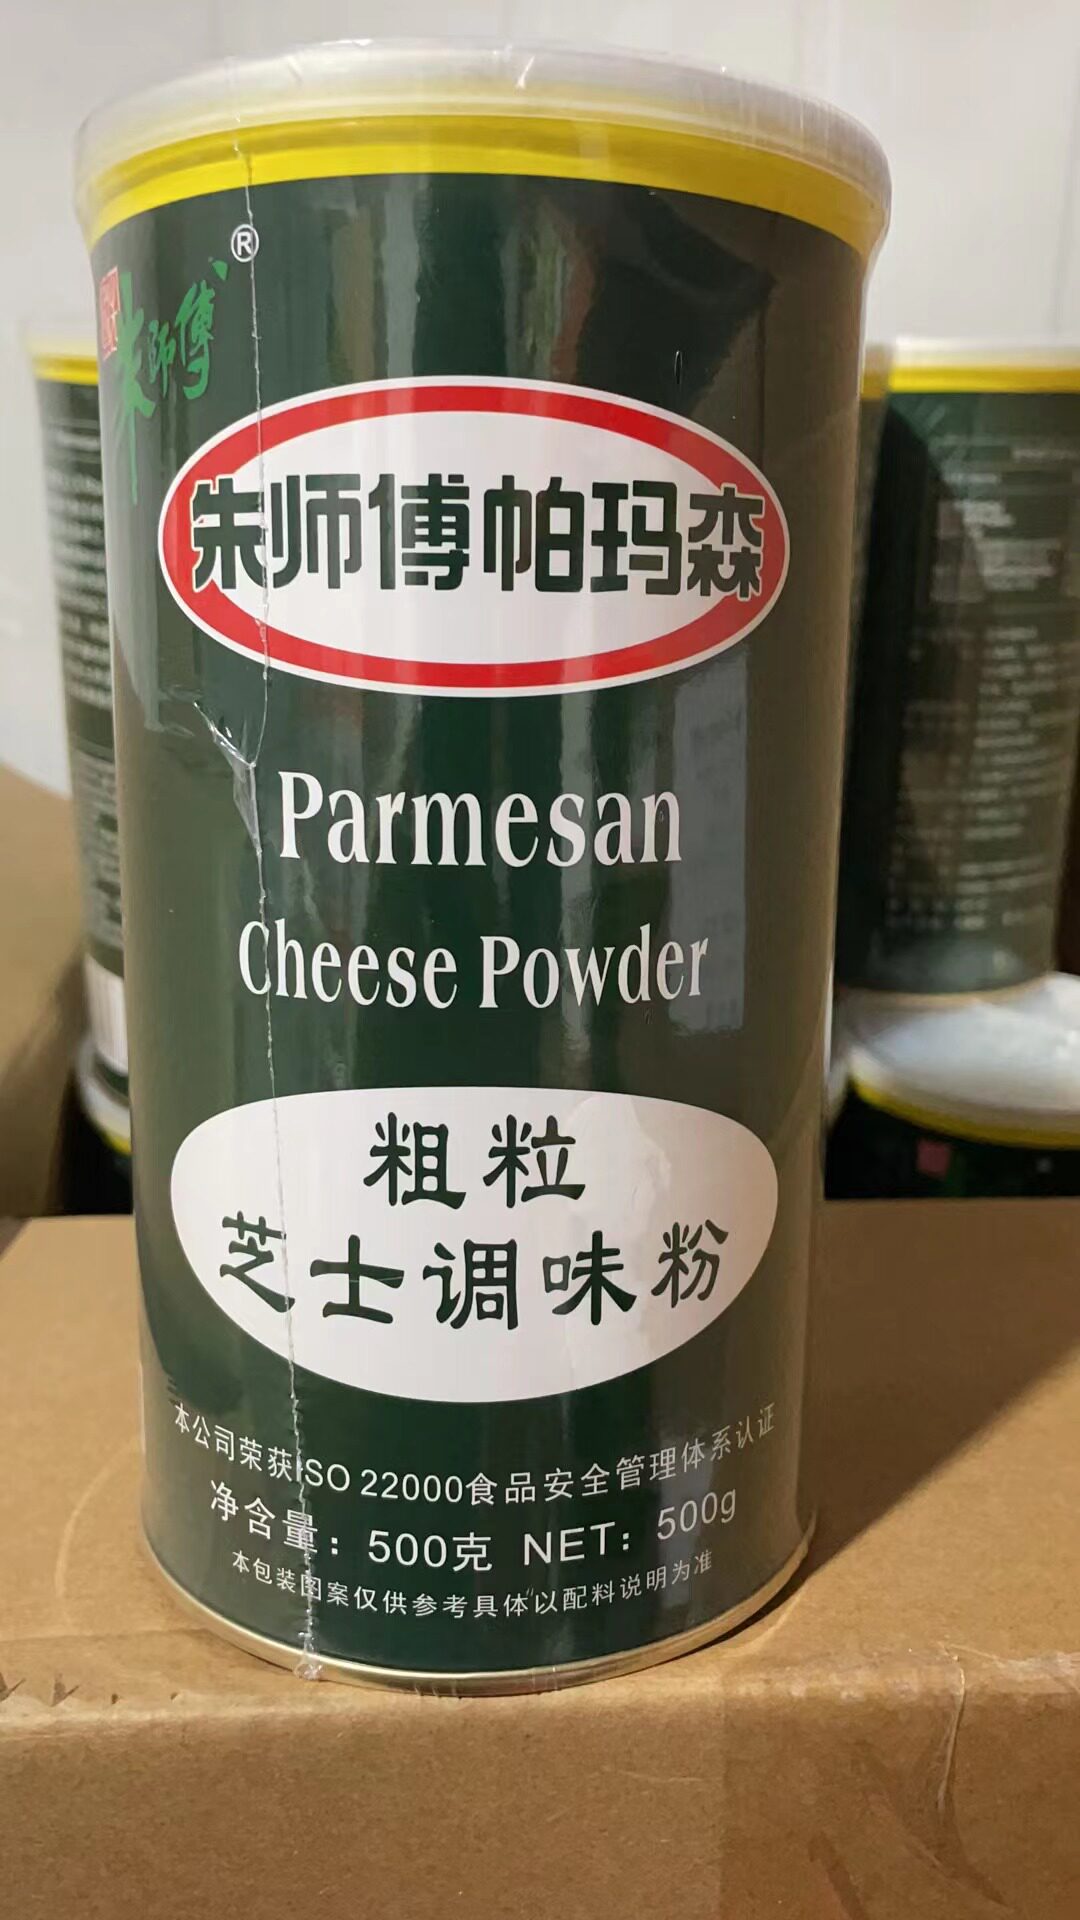 ®
朱師傅
朱师傅帕玛森
Parmesan
Cheese Powder
粗粒
芝士调味粉
本公司荣获ISO 22000食品安全管理体系认证
净含量：500克 NET：500g
本包装图案仅供参考具体以配料说明为准